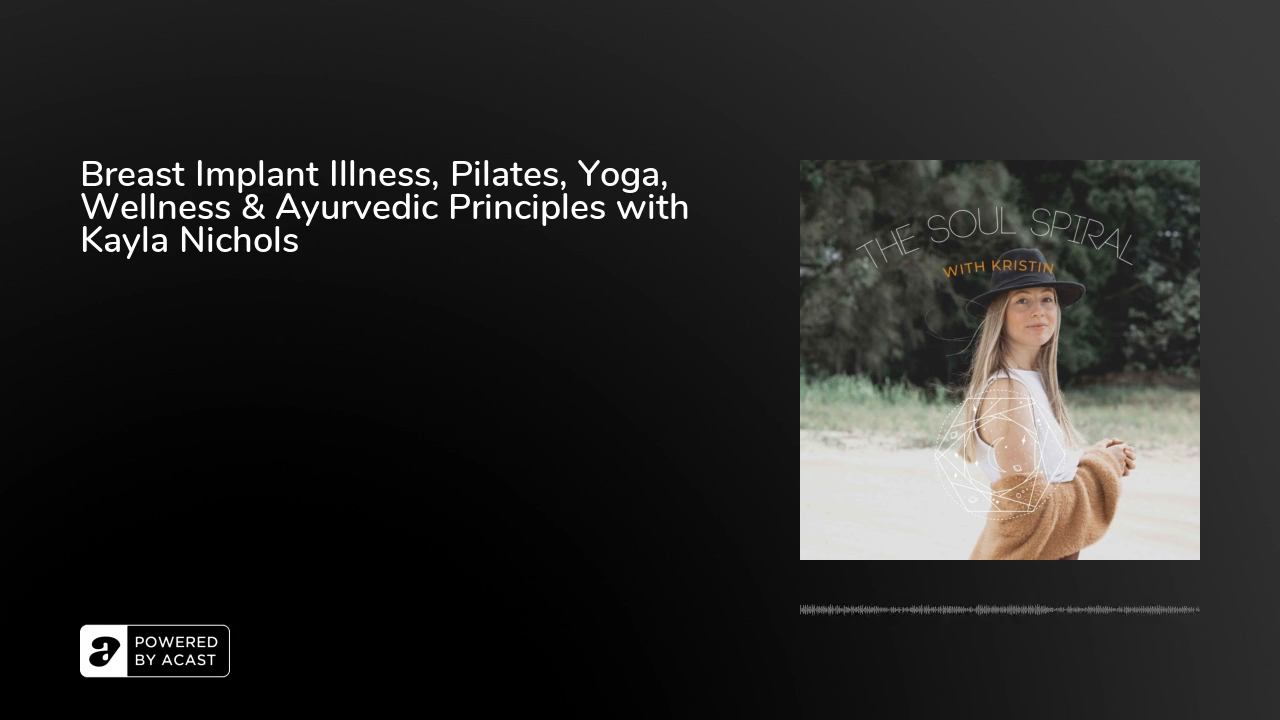 Breast Implant Illness, Pilates, Yoga,
Wellness & Ayurvedic Principles with
Kayla Nichols
THE SOUL SPIRAL
WITH KRISTIN
POWERED
BY ACAST